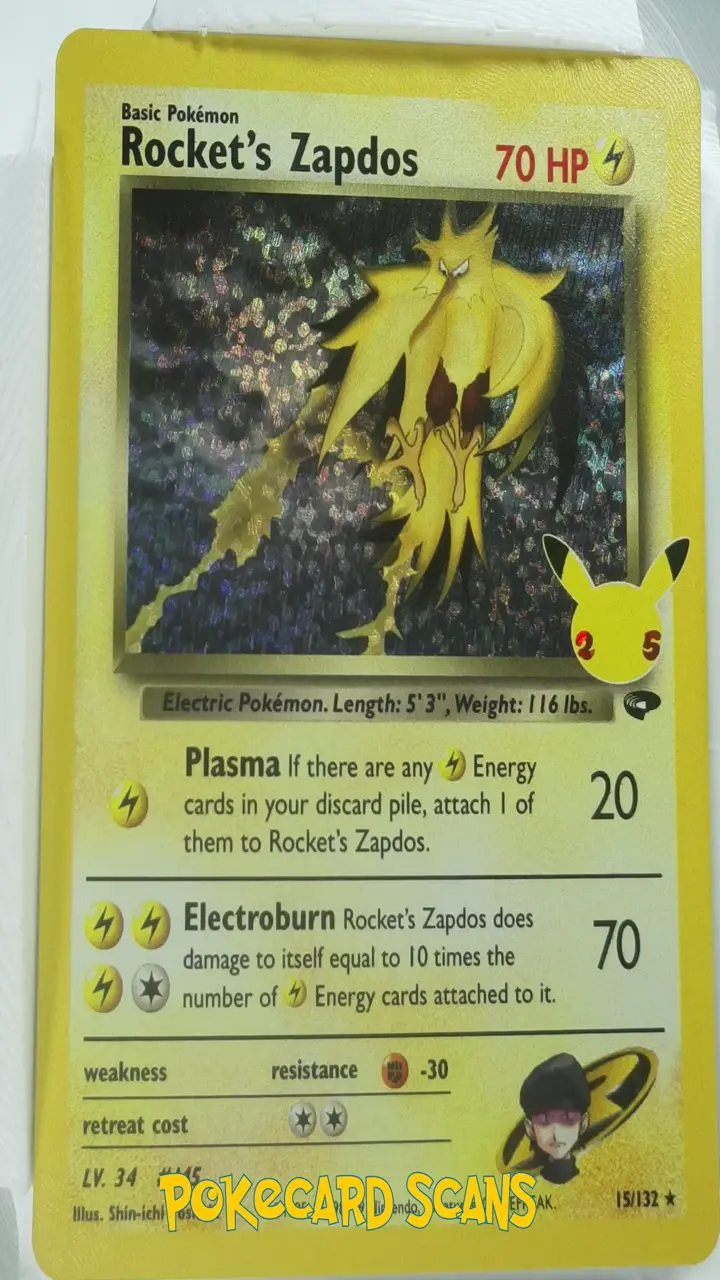 Basic Pokémon
Rocket's Zapdos
70 HP
2 5
Electric Pokémon. Length: 5'3", Weight: 116 lbs.
Plasma If there are any Energy
cards in your discard pile, attach 1 of
them to Rocket's Zapdos.
20
Electroburn Rocket's Zapdos does
damage to itself equal to 10 times the
number of Energy cards attached to it.
70
weakness
resistance -30
retreat cost
LV. 34
POKECARD SCANS
Illus. Shin-ichi
15/132